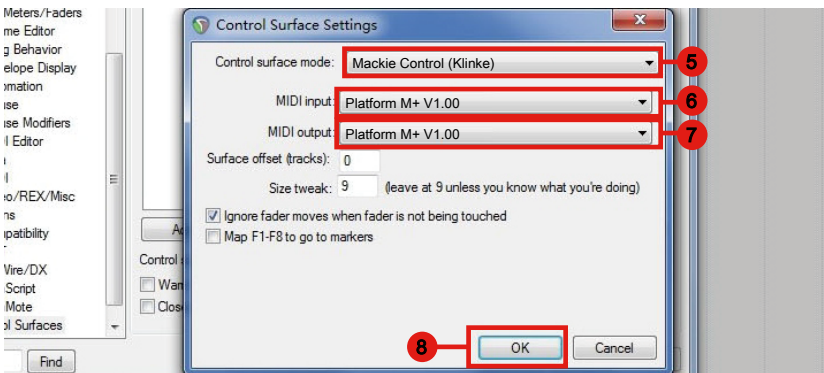 Meters/Faders
me Editor
g Behavior
elope Display
omation
use
use Modifiers
I Editor
eo/REX/Misc
ns
patibility
Wire/DX
Script
Mote
ol Surfaces
Find
Control
Clos
Control Surface Settings
Control surface mode:
Mackie Control (Klinke)
5
MIDI input:
Platform M+ V1.00
6
MIDI output:
Platform M+ V1.00
7
Surface offset (tracks):
0
Size tweak:
9
(leave at 9 unless you know what you're doing)
Ignore fader moves when fader is not being touched
Map F1-F8 to go to markers
8
OK
Cancel